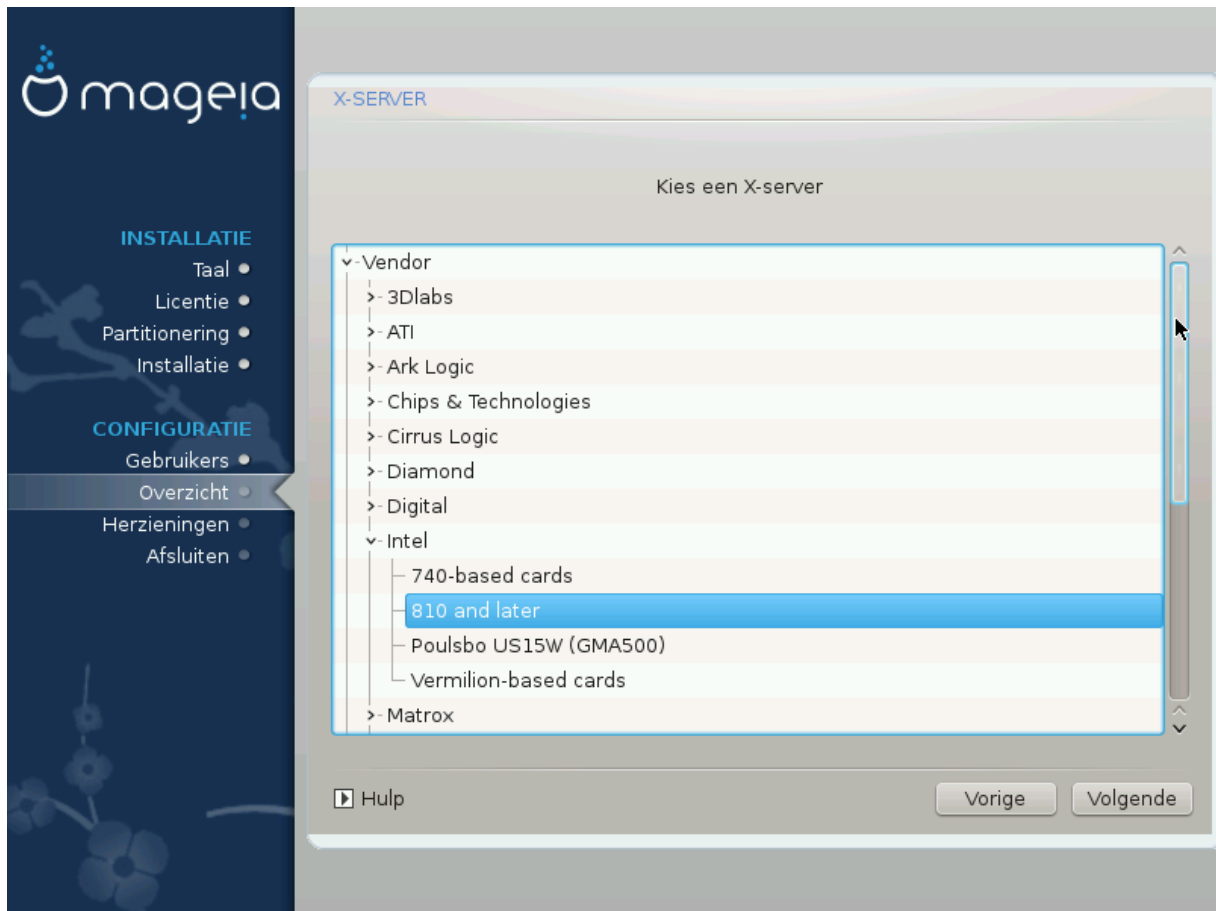 mageia
INSTALLATIE
Taal
Licentie
Partitionering
Installatie
CONFIGURATIE
Gebruikers
Overzicht
Herzieningen
Afsluiten
X-SERVER
Kies een X-server
Vendor
3Dlabs
ATI
Ark Logic
Chips & Technologies
Cirrus Logic
Diamond
Digital
Intel
740-based cards
810 and later
Poulsbo US15W (GMA500)
Vermilion-based cards
Matrox
Hulp
Vorige
Volgende